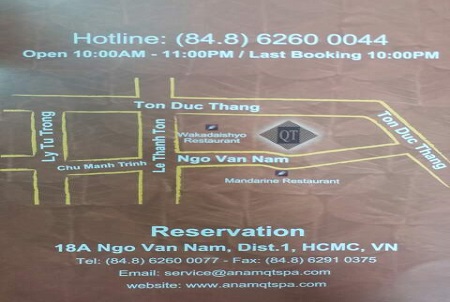 Hotline: (84.8) 6260 0044
Open 10:00AM - 11:00PM / Last Booking 10:00PM
Ton Duc Thang
Ton Duc Thang
Ly Tu Trong
Le Thanh Ton
Wakadaishyo
Restaurant
QT
Chu Manh Trinh
Ngo Van Nam
Mandarine Restaurant
Reservation
18A Ngo Van Nam, Dist.1, HCMC, VN
Tel: (84.8) 6260 0077 - Fax: (84.8) 6291 0375
Email: service@anamqtspa.com
website: www.anamqtspa.com